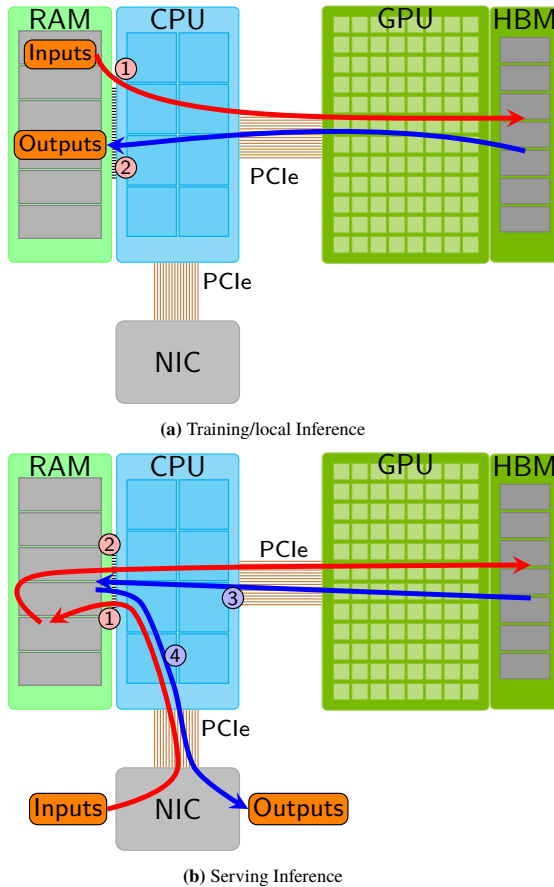 RAM CPU GPU HBM
Inputs
1
Outputs
2
PCIe
PCIe
NIC
(a) Training/local Inference
RAM CPU GPU HBM
2
PCIe
3
1
4
PCIe
Inputs NIC Outputs
(b) Serving Inference